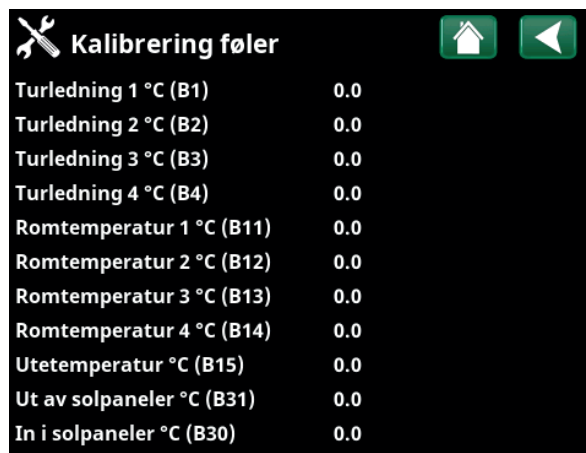 Kalibrering føler
Turledning 1 °C (B1) 0.0
Turledning 2 °C (B2) 0.0
Turledning 3 °C (B3) 0.0
Turledning 4 °C (B4) 0.0
Romtemperatur 1 °C (B11) 0.0
Romtemperatur 2 °C (B12) 0.0
Romtemperatur 3 °C (B13) 0.0
Romtemperatur 4 °C (B14) 0.0
Utetemperatur °C (B15) 0.0
Ut av solpaneler °C (B31) 0.0
In i solpaneler °C (B30) 0.0